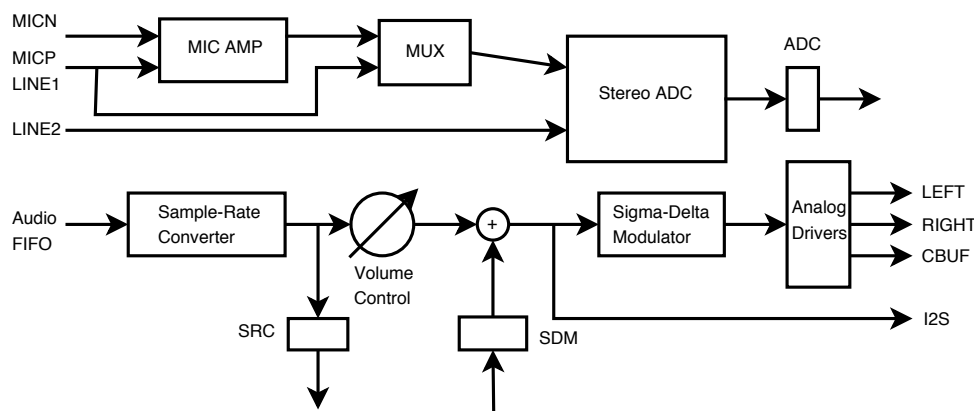 MICN
MIC AMP
MUX
ADC
MICP
LINE1
Stereo ADC
LINE2
Audio
FIFO
Sample-Rate
Converter
Volume
Control
+
Sigma-Delta
Modulator
Analog
Drivers
LEFT
RIGHT
CBUF
SRC
SDM
I2S